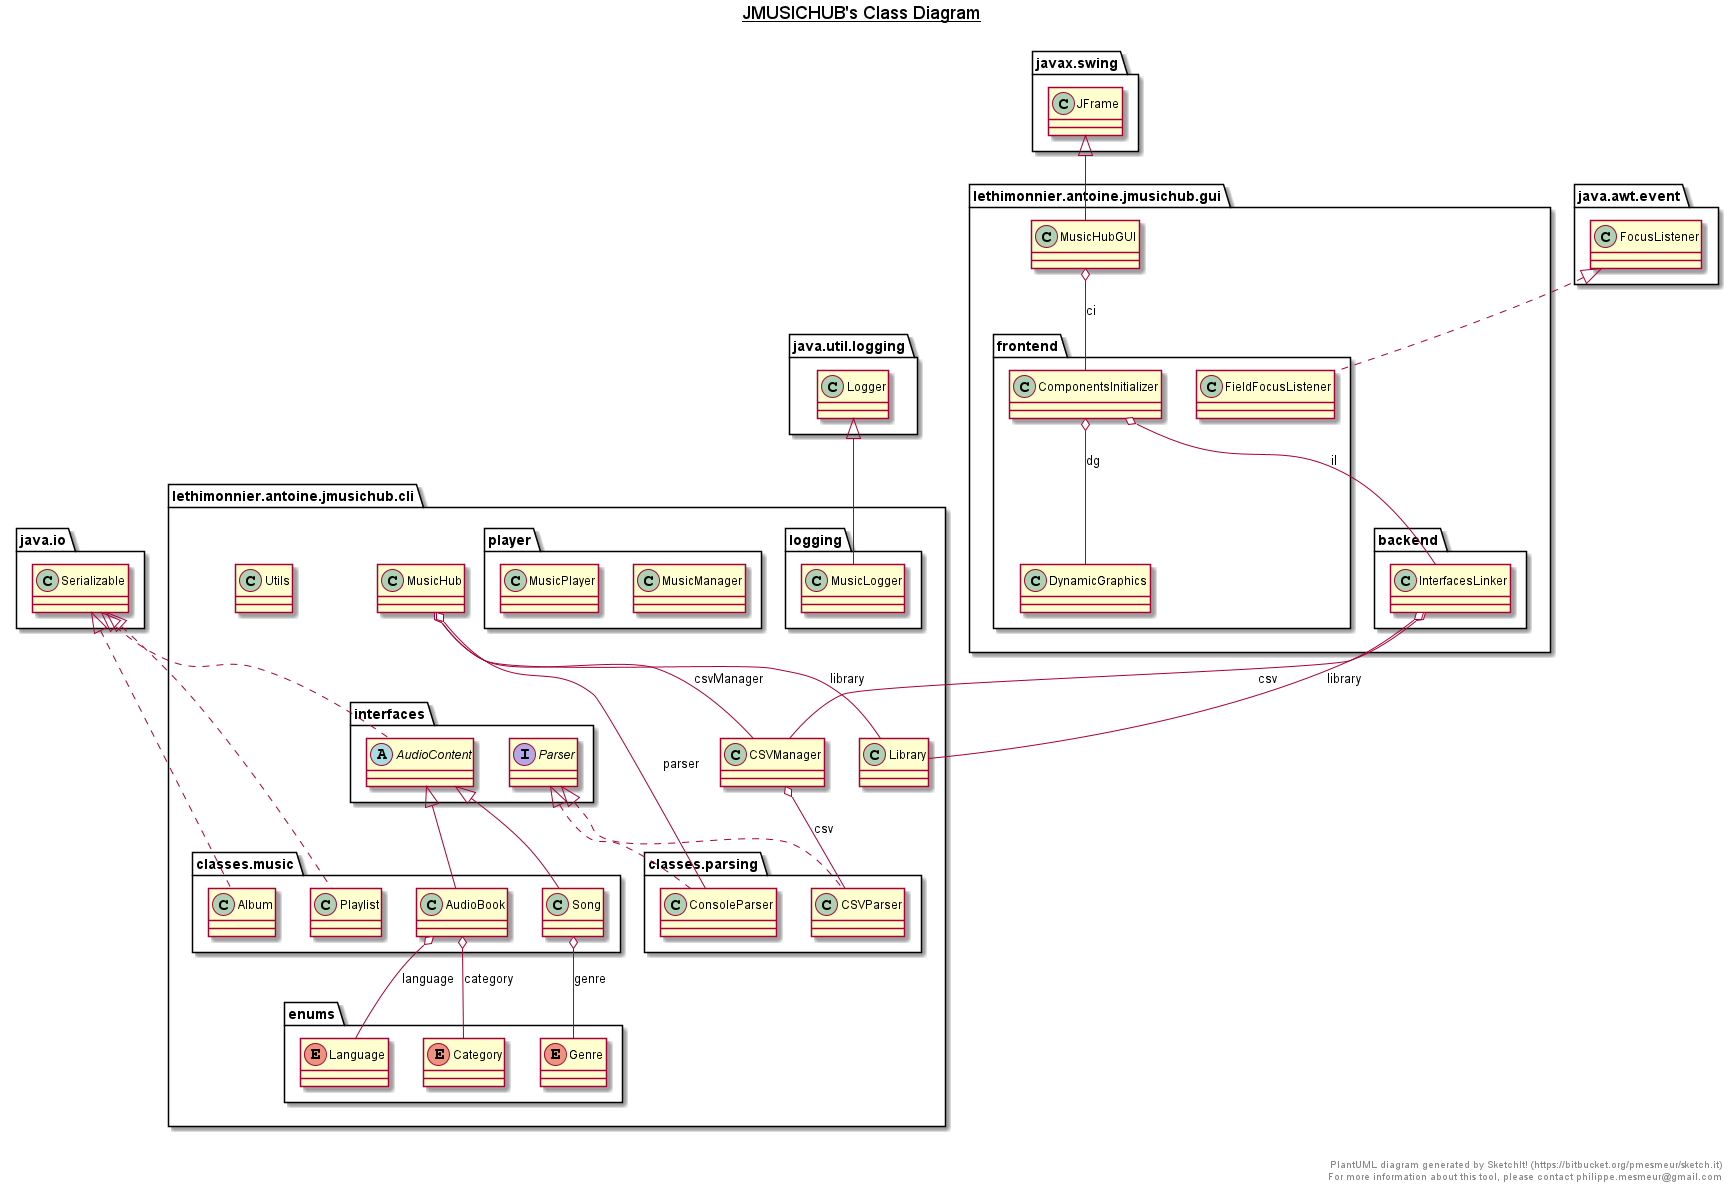 JMUSICHUB's Class Diagram
javax.swing
C JFrame
lethimonnier.antoine.jmusichub.gui
java.awt.event
C MusicHubGUI
C FocusListener
ci
java.util.logging
frontend
C Logger
C ComponentsInitializer
C FieldFocusListener
dg
il
lethimonnier.antoine.jmusichub.cli
java.io
player
logging
backend
C Serializable
C Utils
C MusicHub
C MusicPlayer
C MusicManager
C MusicLogger
C DynamicGraphics
C InterfacesLinker
csvManager
library
csv
library
interfaces
A AudioContent
I Parser
C CSVManager
C Library
parser
csv
classes.music
classes.parsing
C Album
C Playlist
C AudioBook
C Song
C ConsoleParser
C CSVParser
language
category
genre
enums
E Language
E Category
E Genre
PlantUML diagram generated by SketchIt! (https://bitbucket.org/pmesmeur/sketch.it)
For more information about this tool, please contact philippe.mesmeur@gmail.com